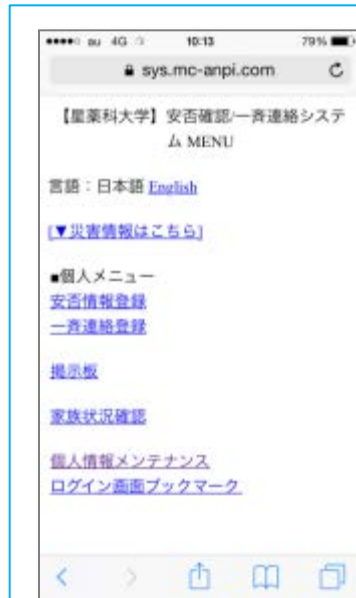 au 4G 10:13 79%
sys.mc-anpi.com
【星薬科大学】安否確認/一斉連絡システ
ム MENU
言語：日本語 English
[▼災害情報はこちら]
■個人メニュー
安否情報登録
一斉連絡登録
掲示板
家族状況確認
個人情報メンテナンス
ログイン画面ブックマーク